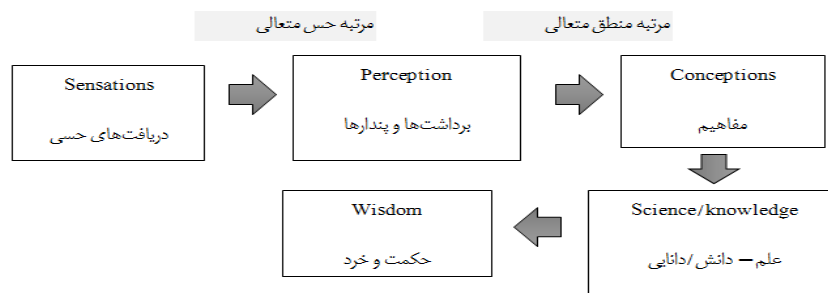 مرتبه حس متعالی
مرتبه منطق متعالی
Sensations
دریافت‌های حسی
Perception
برداشت‌ها و پندارها
Conceptions
مفاهیم
Science/knowledge
علم – دانش/دانایی
Wisdom
حکمت و خرد